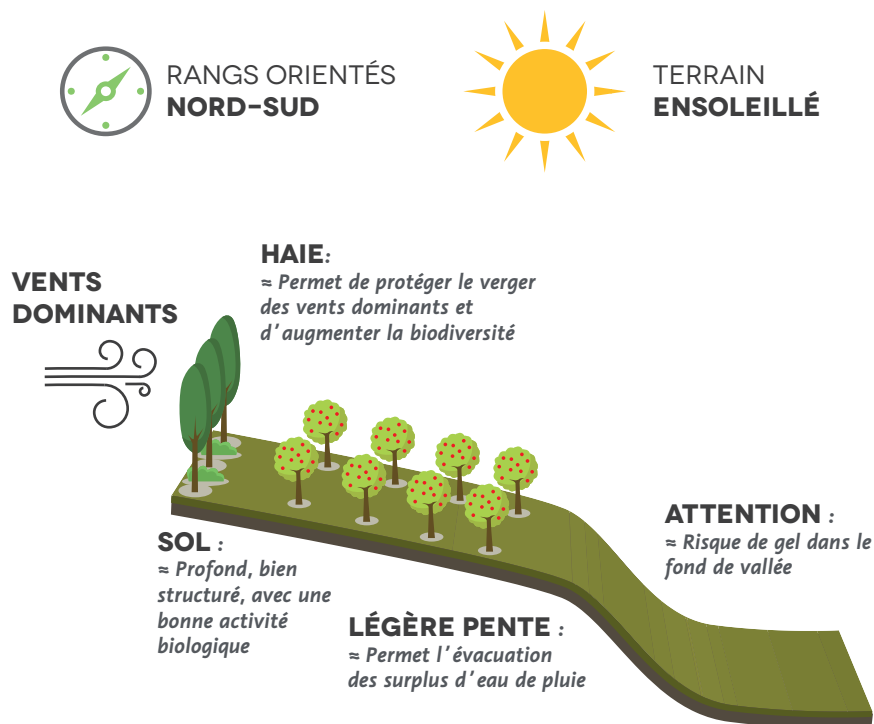 RANGS ORIENTÉS
NORD-SUD
TERRAIN
ENSOLEILLÉ
VENTS
DOMINANTS
HAIE:
≈ Permet de protéger le verger
des vents dominants et
d'augmenter la biodiversité
SOL :
≈ Profond, bien
structuré, avec une
bonne activité
biologique
LÉGÈRE PENTE :
≈ Permet l'évacuation
des surplus d'eau de pluie
ATTENTION :
≈ Risque de gel dans le
fond de vallée